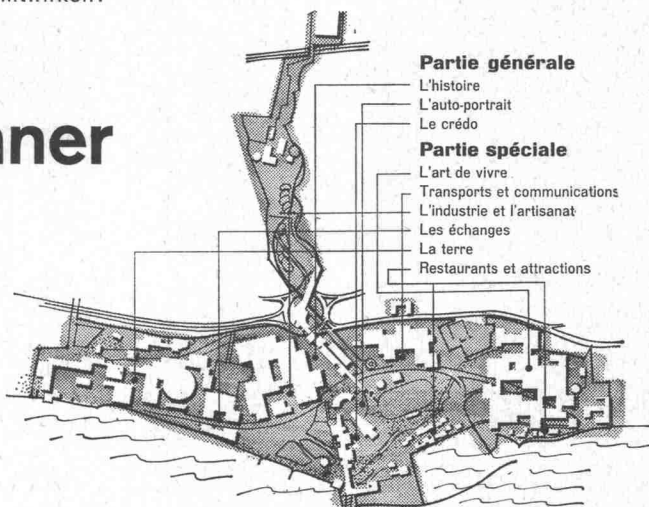 nner
Partie générale
L'histoire
L'auto-portrait
Le crédo
Partie spéciale
L'art de vivre
Transports et communications
L'industrie et l'artisanat
Les échanges
La terre
Restaurants et attractions